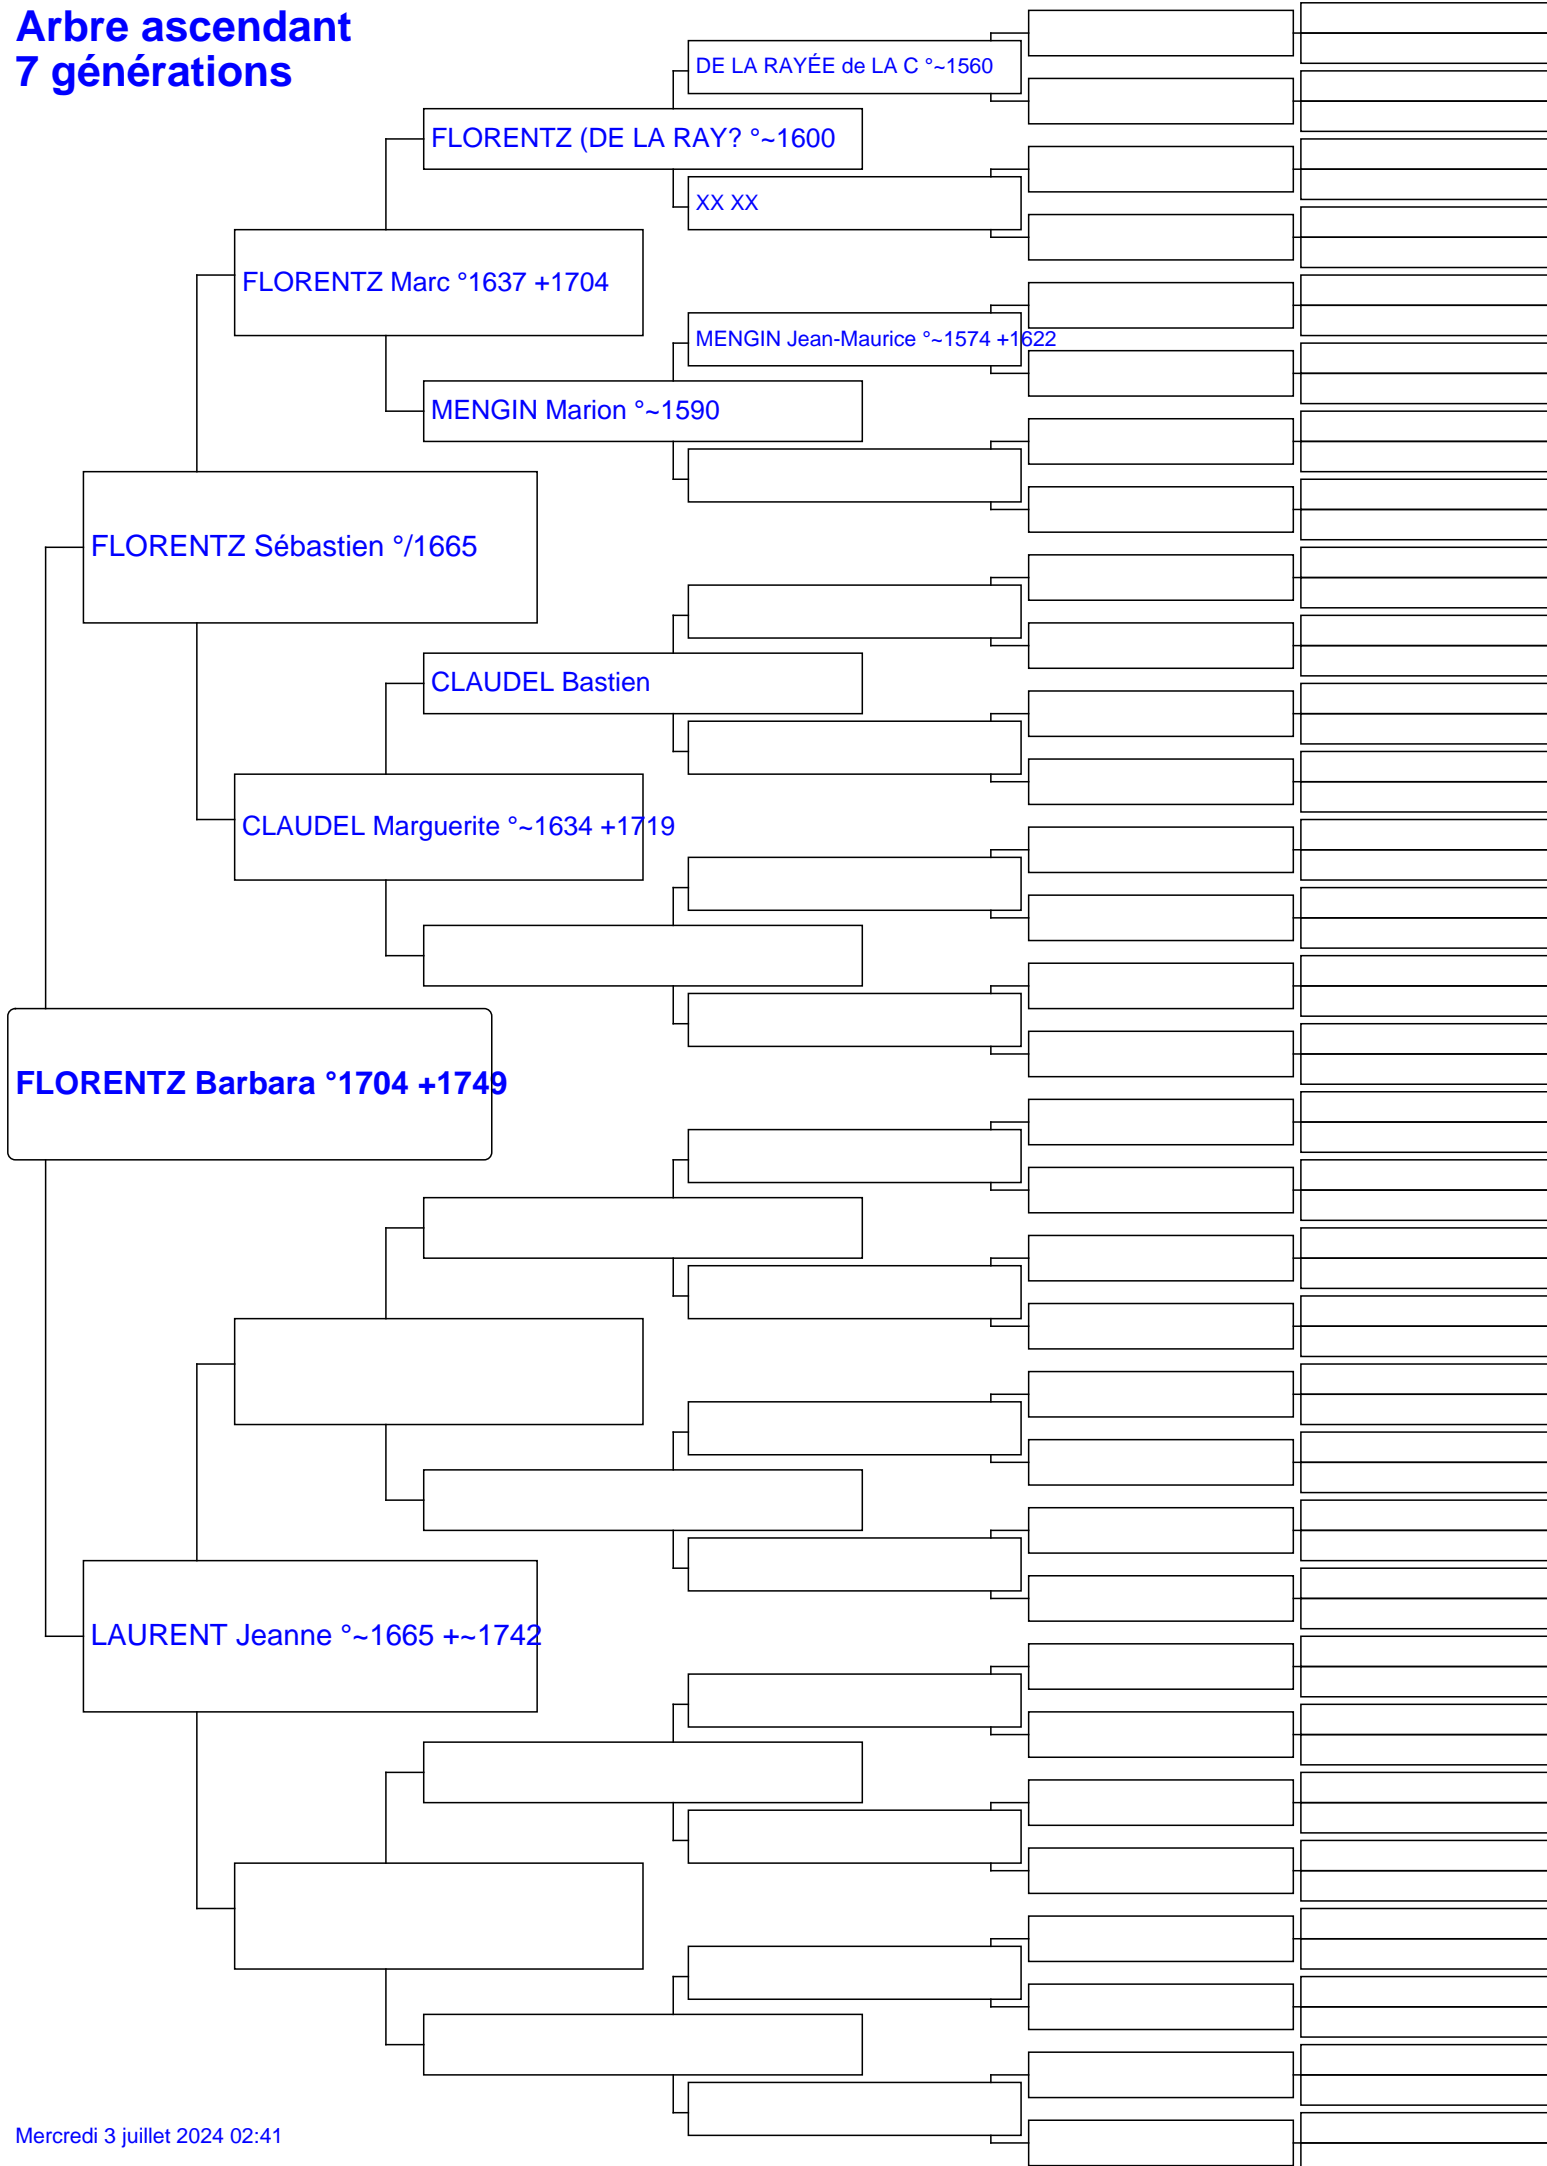 Arbre ascendant
7 générations
DE LA RAYÉE de LA C °~1560
FLORENTZ (DE LA RAY? °~1600
XX XX
FLORENTZ Marc °1637 +1704
MENGIN Jean-Maurice °~1574 +1622
MENGIN Marion °~1590
FLORENTZ Sébastien °/1665
CLAUDEL Bastien
CLAUDEL Marguerite °~1634 +1719
FLORENTZ Barbara °1704 +1749
LAURENT Jeanne °~1665 +~1742
Mercredi 3 juillet 2024 02:41